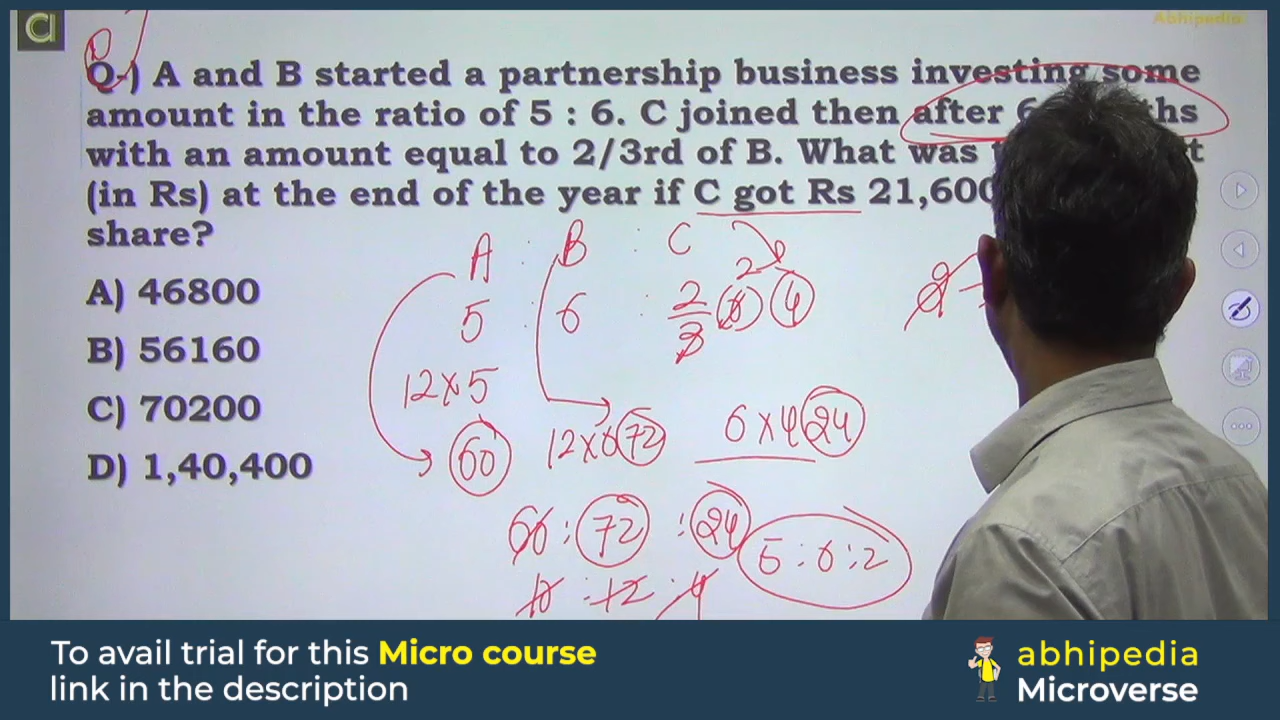 Abhipedia
Q.) A and B started a partnership business investing some
amount in the ratio of 5 : 6. C joined then after 6
with an amount equal to 2/3rd of B. What was
(in Rs) at the end of the year if C got Rs 21,600
share?
A) 46800
B) 56160
C) 70200
D) 1,40,400
A : B : C
5 : 6 : 2/3 6 2 4
12x5
60 12x6 72 6x4 24
60 : 72 : 24 5 : 6 : 2
10 : 12 : 4
To avail trial for this Micro course
link in the description
abhipedia
Microverse